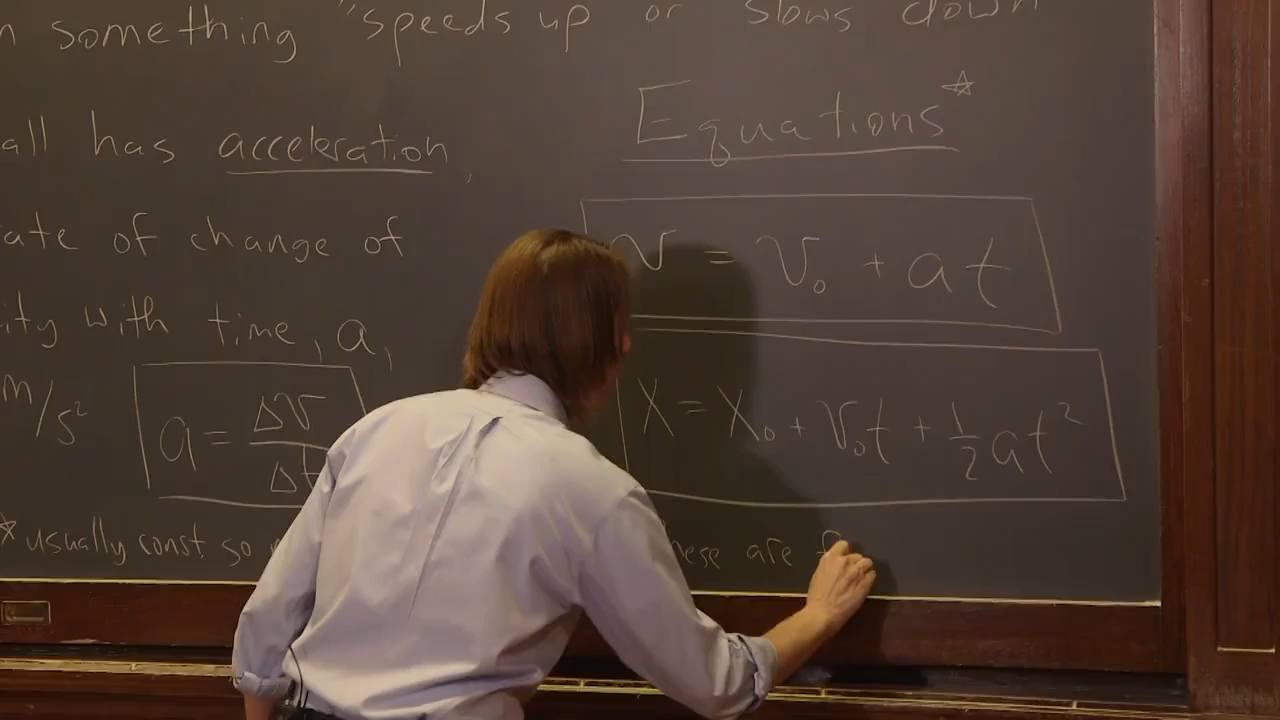 n something "speeds up or slows down
all has acceleration,
ate of change of
ity with time, a,
m/s²
a = Δv/Δt
☆ usually const. so
Equations☆
v = v₀ + at
x = x₀ + v₀t + ½at²
hese are f